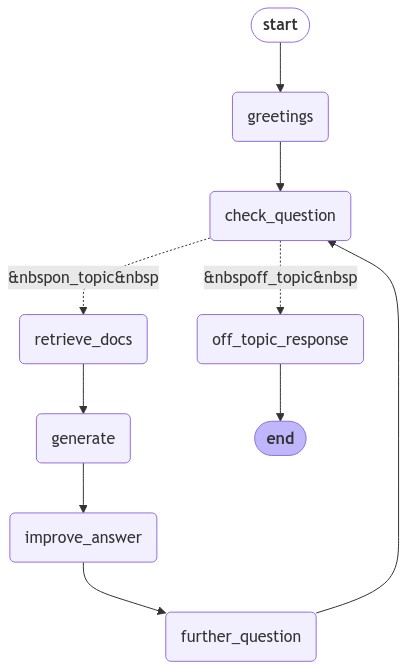 start
greetings
check_question
&nbspon_topic&nbsp
&nbspoff_topic&nbsp
retrieve_docs
off_topic_response
generate
end
improve_answer
further_question